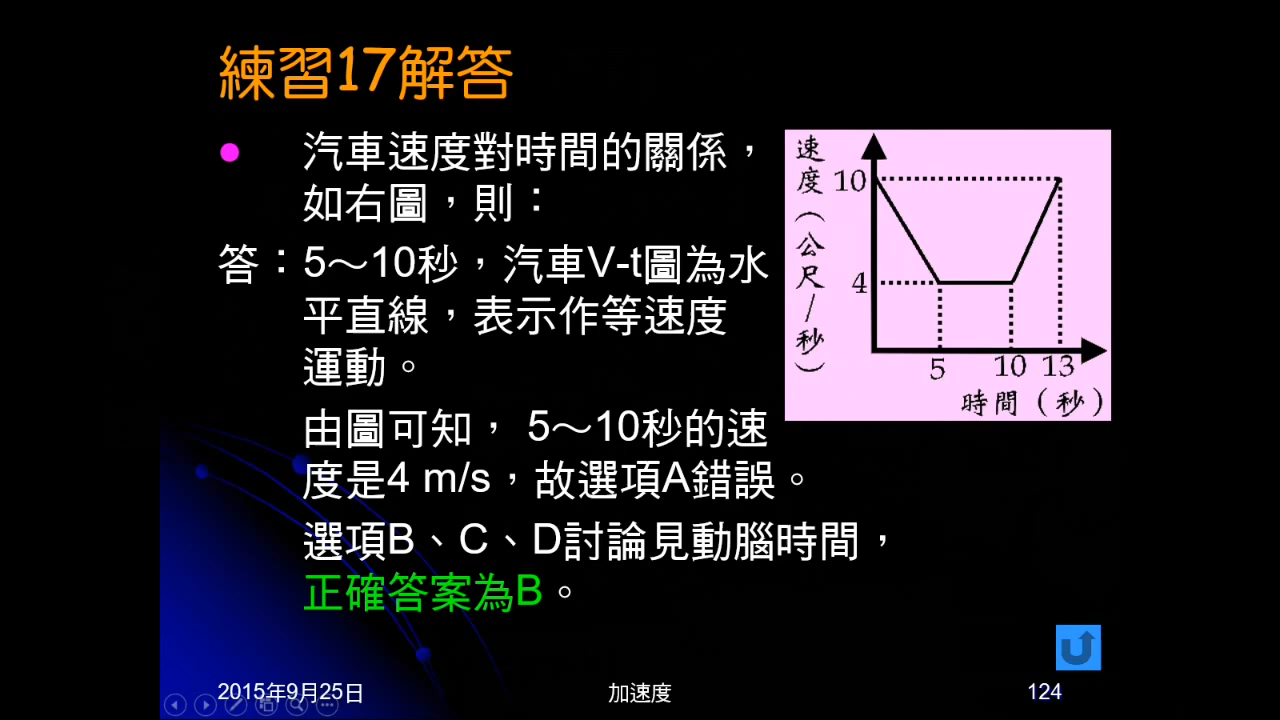 練習17解答
汽車速度對時間的關係，
如右圖，則：
答：5～10秒，汽車V-t圖為水
平直線，表示作等速度
運動。
由圖可知， 5～10秒的速
度是4 m/s，故選項A錯誤。
選項B、C、D討論見動腦時間，
正確答案為B。
速度（公尺/秒）
10
4
5
10
13
時間（秒）
2015年9月25日
加速度
124